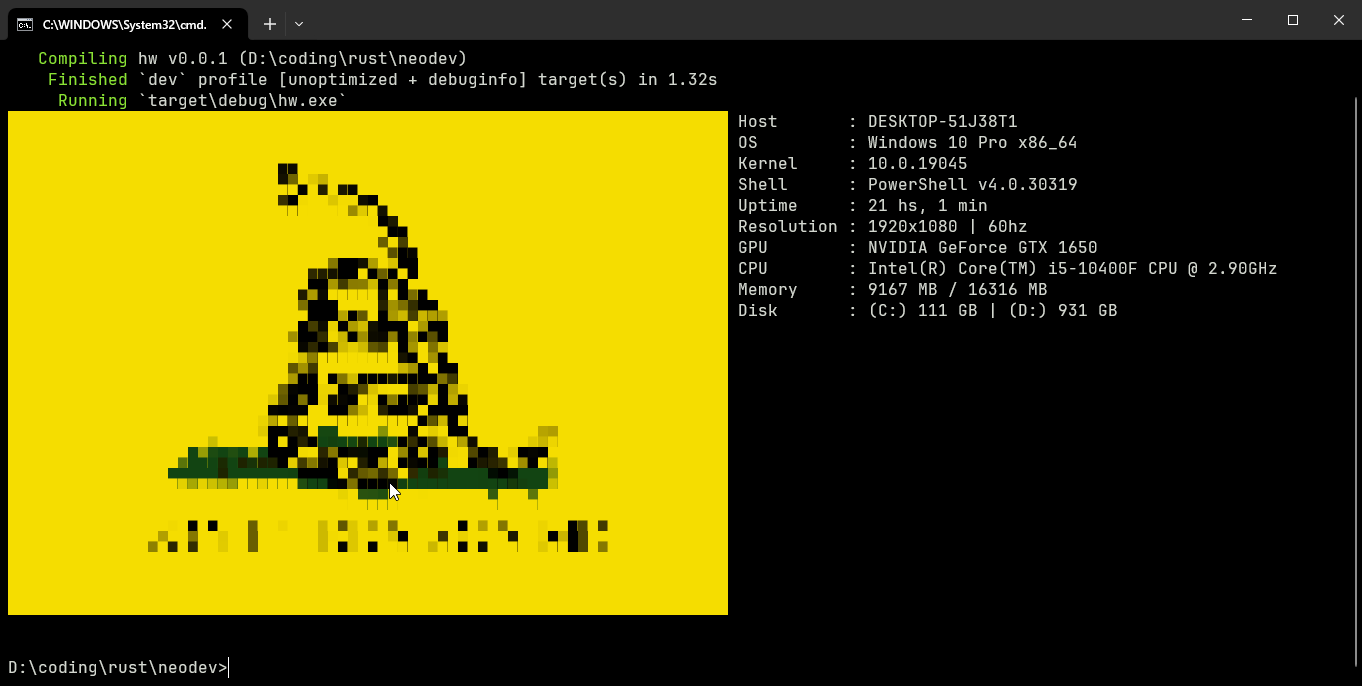 C:\WINDOWS\System32\cmd.
Compiling hw v0.0.1 (D:\coding\rust\neodev)
Finished `dev` profile [unoptimized + debuginfo] target(s) in 1.32s
Running `target\debug\hw.exe`
Host : DESKTOP-51J38T1
OS : Windows 10 Pro x86_64
Kernel : 10.0.19045
Shell : PowerShell v4.0.30319
Uptime : 21 hs, 1 min
Resolution : 1920x1080 | 60hz
GPU : NVIDIA GeForce GTX 1650
CPU : Intel(R) Core(TM) i5-10400F CPU @ 2.90GHz
Memory : 9167 MB / 16316 MB
Disk : (C:) 111 GB | (D:) 931 GB
D:\coding\rust\neodev>